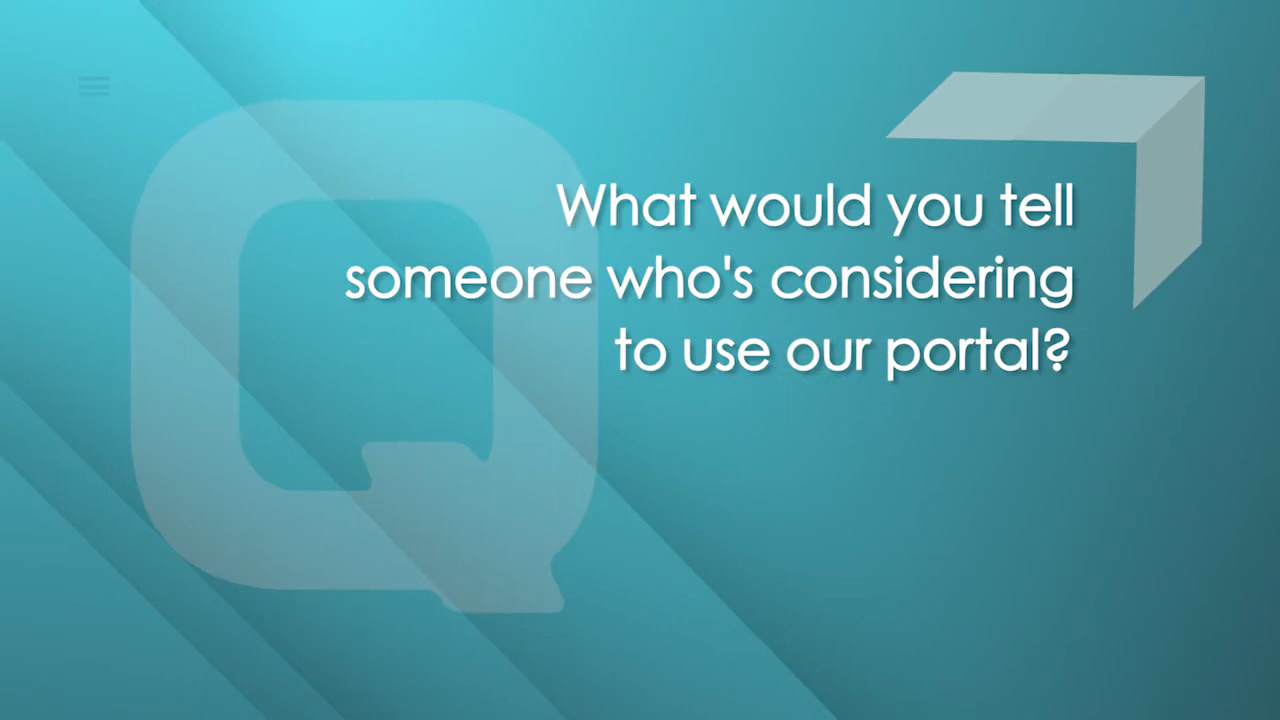 Q
What would you tell
someone who's considering
to use our portal?